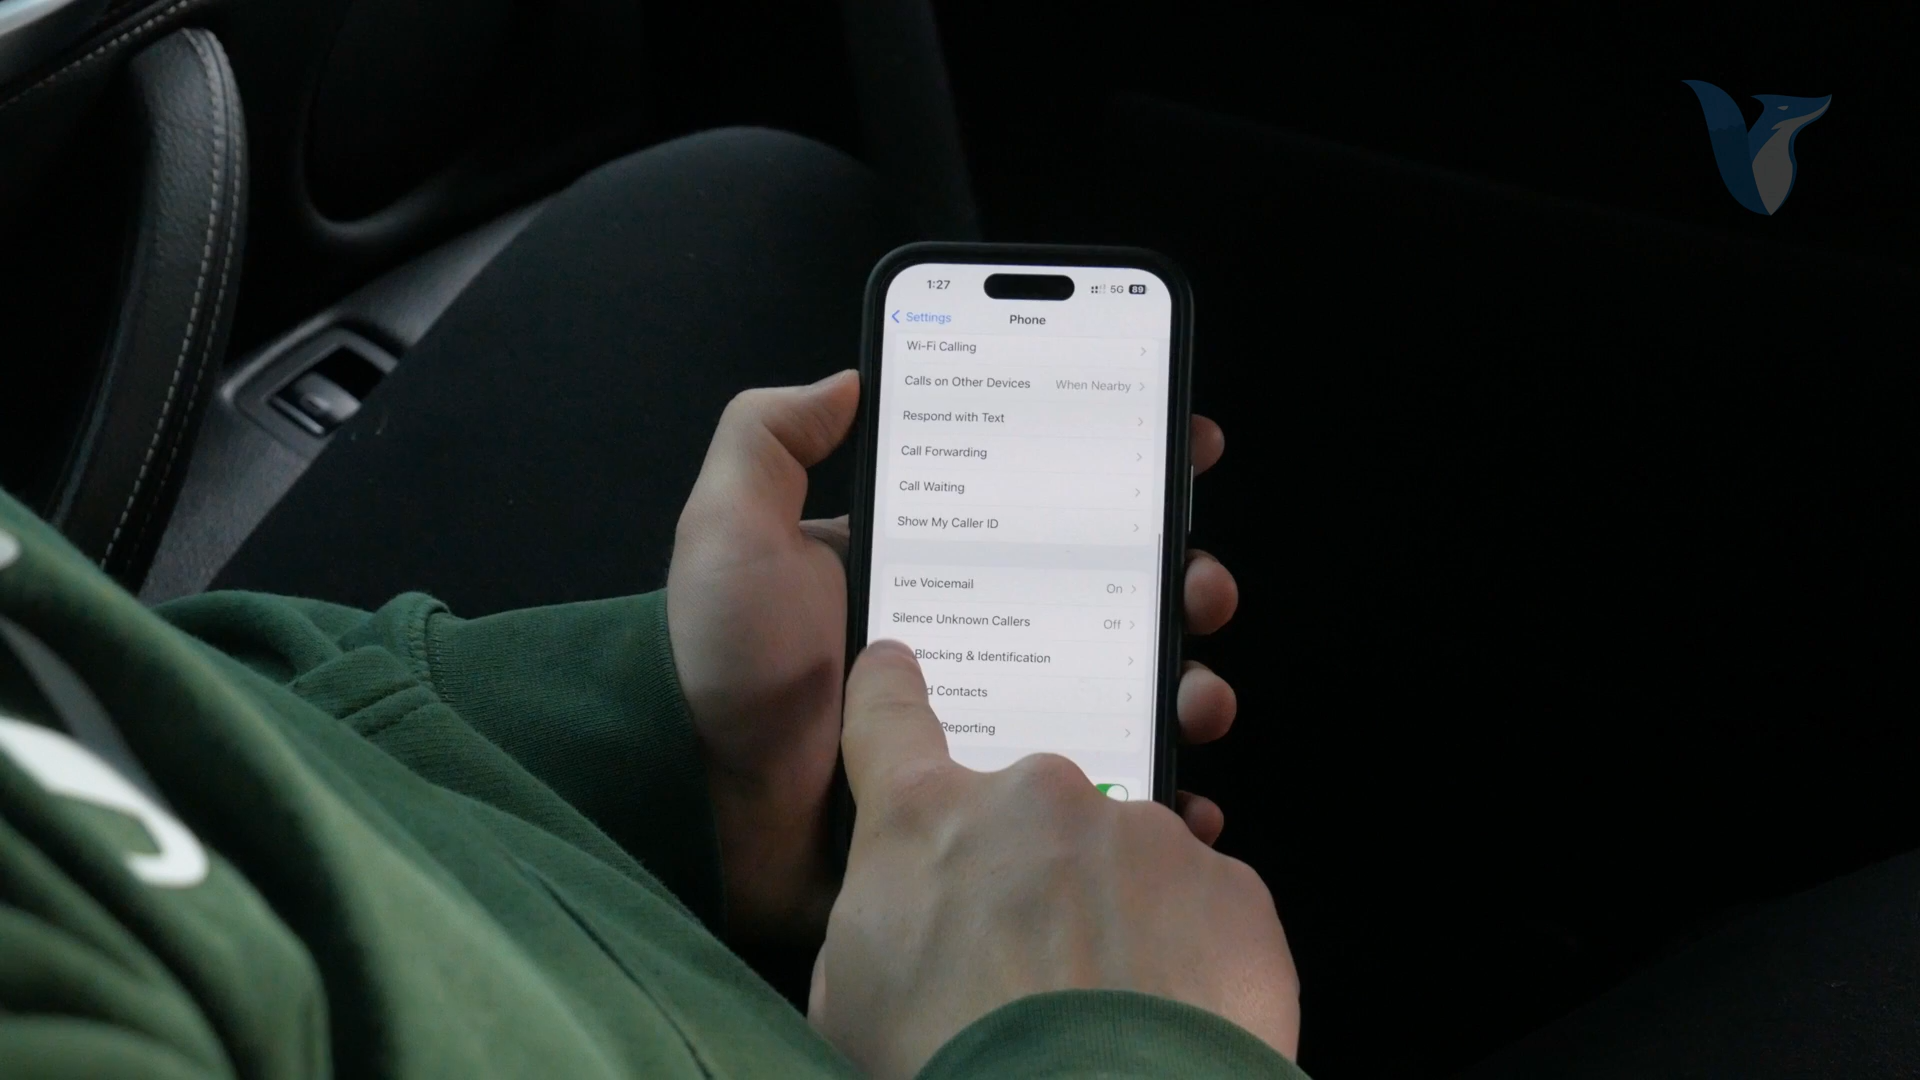 1:27
5G 89
Settings
Phone
Wi-Fi Calling
Calls on Other Devices When Nearby
Respond with Text
Call Forwarding
Call Waiting
Show My Caller ID
Live Voicemail On
Silence Unknown Callers Off
Blocking & Identification
Contacts
Reporting